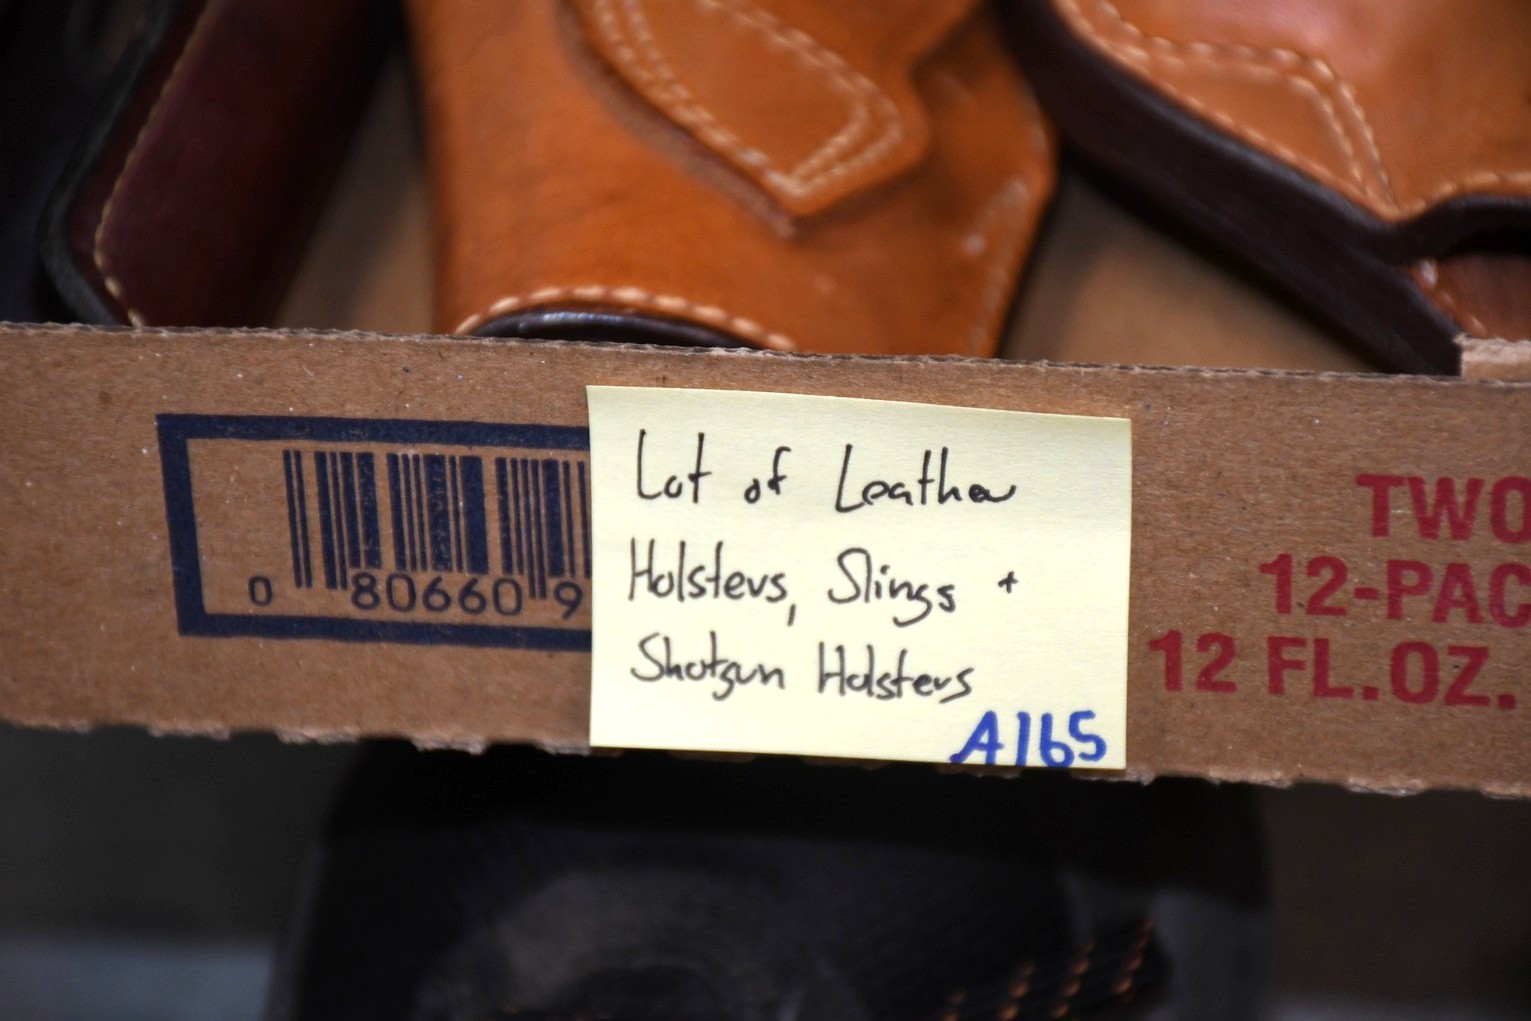 Lot of Leather
Holsters, Slings +
Shotgun Holsters
A165
0 80660 9
TWO
12-PAC
12 FL.OZ.